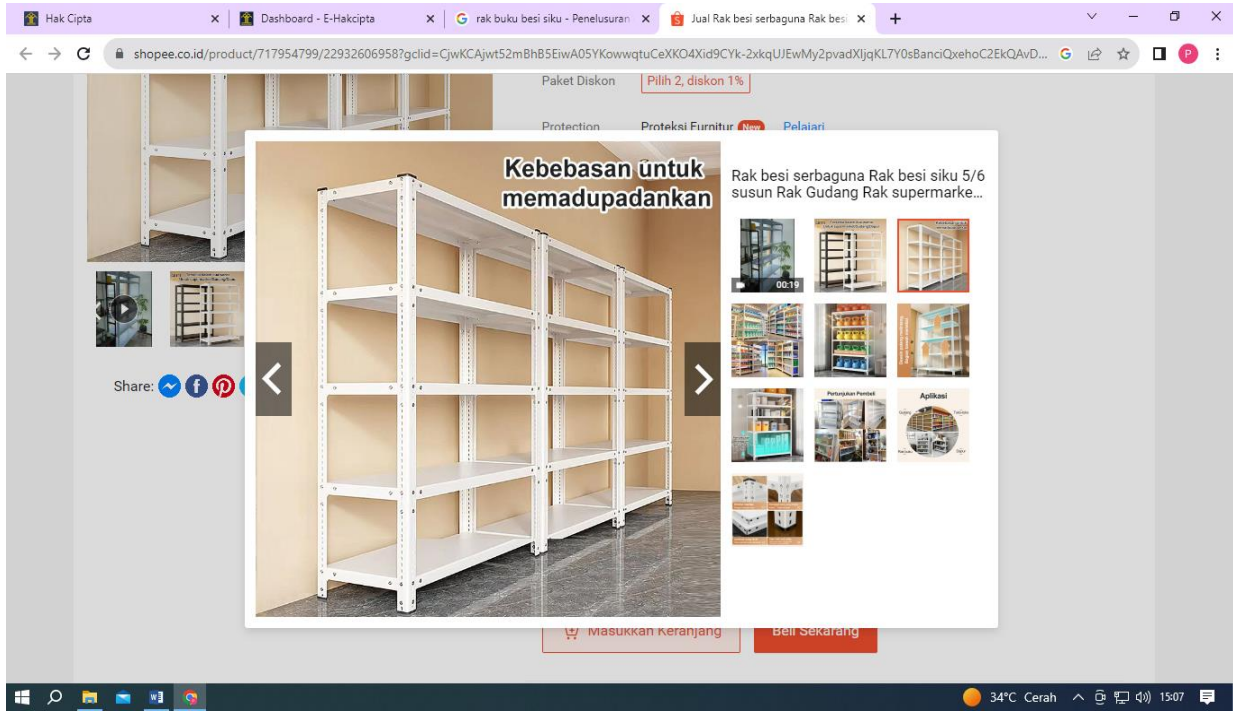 Hak Cipta
Dashboard - E-Hakcipta
rak buku besi siku - Penelusuran
Jual Rak besi serbaguna Rak besi
shopee.co.id/product/717954799/22932606958?gclid=CjwKCAjwt52mBhB5EiwA05YKowwqtuCeXKO4Xid9CYk-2xkqUJEwMy2pvadXljqKL7Y0sBanciQxehoC2EkQAvD...
P
Paket Diskon
Pilih 2, diskon 1%
Protection
Proteksi Furnitur New Pelajari
Kebebasan untuk
memadupadankan
Rak besi serbaguna Rak besi siku 5/6
susun Rak Gudang Rak supermarke...
00:19
Pertunjukan Pembeli
Aplikasi
Share:
Masukkan Keranjang
Beli Sekarang
34°C Cerah
15:07